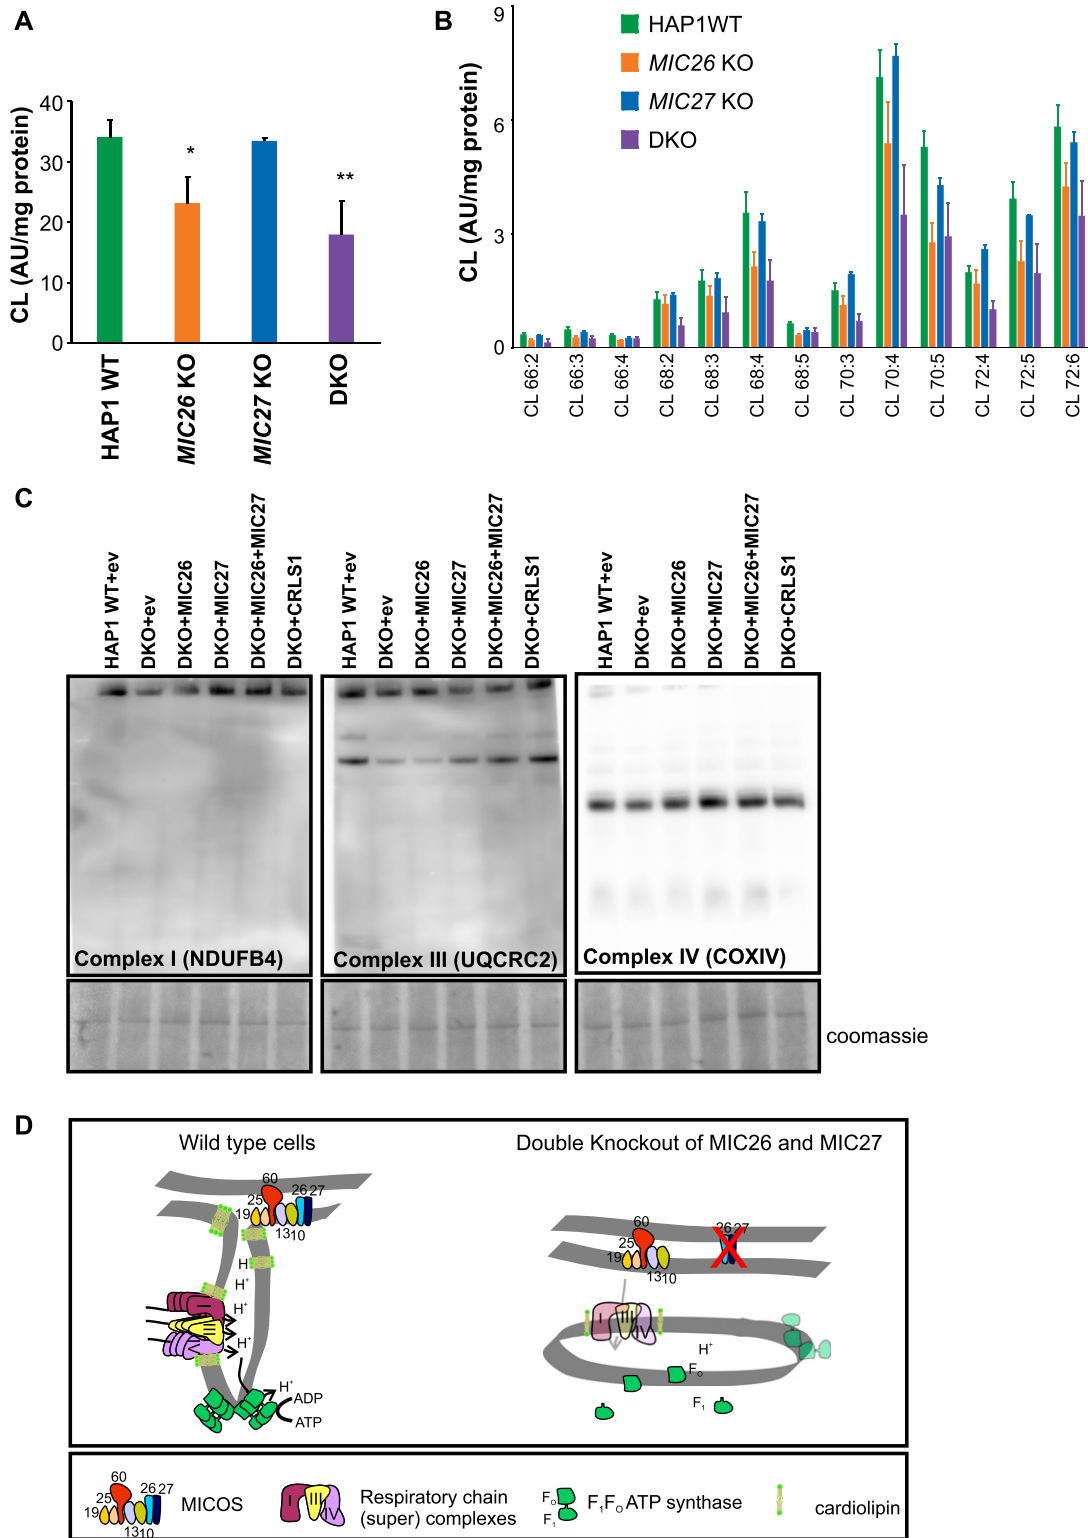 A
CL (AU/mg protein)
40
30
20
10
0
*
**
HAP1 WT
MIC26 KO
MIC27 KO
DKO
B
CL (AU/mg protein)
9
6
3
0
HAP1WT
MIC26 KO
MIC27 KO
DKO
CL 66:2
CL 66:3
CL 66:4
CL 68:2
CL 68:3
CL 68:4
CL 68:5
CL 70:3
CL 70:4
CL 70:5
CL 72:4
CL 72:5
CL 72:6
C
HAP1 WT+ev
DKO+ev
DKO+MIC26
DKO+MIC27
DKO+MIC26+MIC27
DKO+CRLS1
HAP1 WT+ev
DKO+ev
DKO+MIC26
DKO+MIC27
DKO+MIC26+MIC27
DKO+CRLS1
HAP1 WT+ev
DKO+ev
DKO+MIC26
DKO+MIC27
DKO+MIC26+MIC27
DKO+CRLS1
Complex I (NDUFB4)
Complex III (UQCRC2)
Complex IV (COXIV)
coomassie
D
Wild type cells
60
26 27
25
19
13 10
H
H+
H+
H+
I
III
H+
ADP
ATP
Double Knockout of MIC26 and MIC27
60
26 27
25
19
13 10
I
III
IV
H+
FO
F1
60
26 27
25
19
13 10
MICOS
I
III
IV
Respiratory chain
(super) complexes
FO
F1
F1FO ATP synthase
cardiolipin